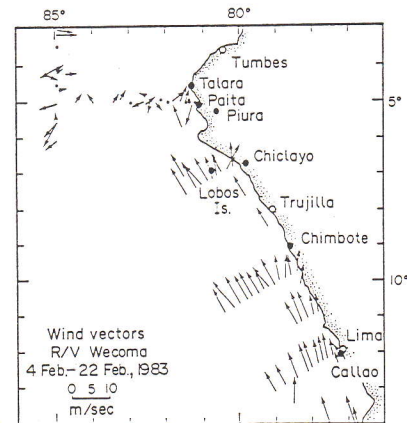 85°
80°
Tumbes
Talara
Paita
Piura
5°
Chiclayo
Lobos
Is.
Trujilla
Chimbote
10°
Wind vectors
R/V Wecoma
4 Feb.-22 Feb., 1983
0 5 10
m/sec
Lima
Callao